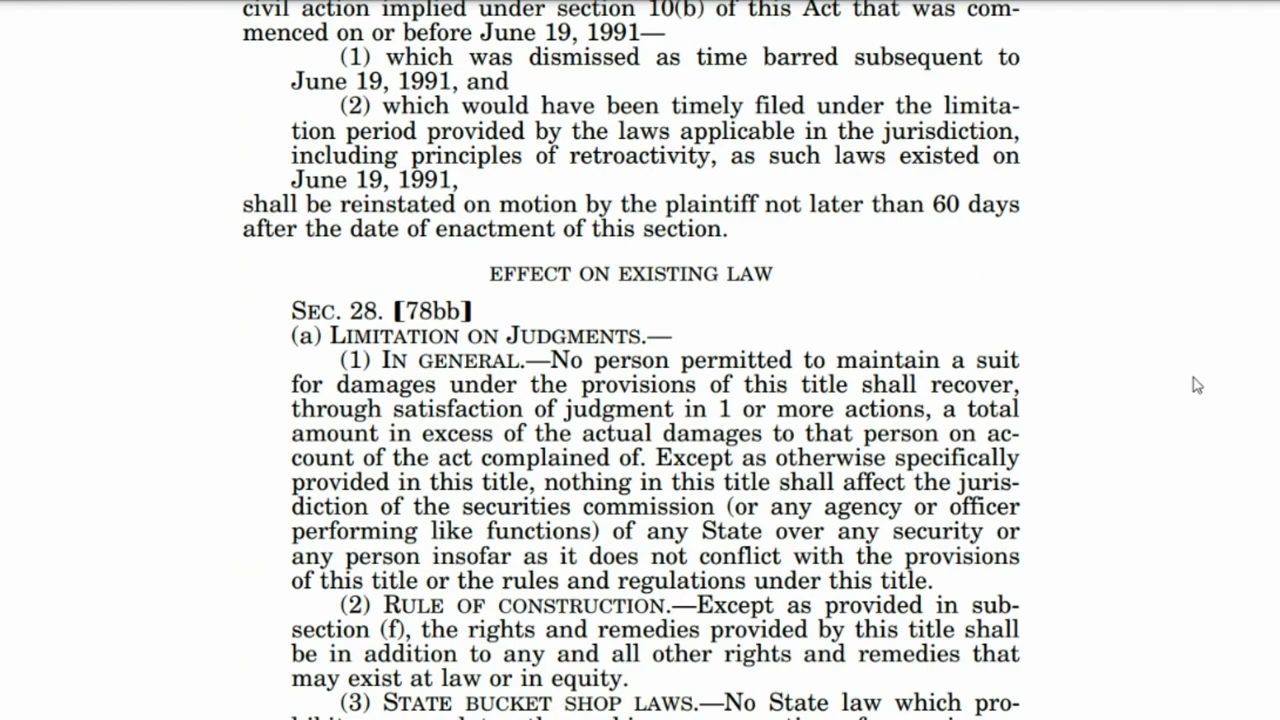 civil action implied under section 10(b) of this Act that was com-
menced on or before June 19, 1991—
(1) which was dismissed as time barred subsequent to
June 19, 1991, and
(2) which would have been timely filed under the limita-
tion period provided by the laws applicable in the jurisdiction,
including principles of retroactivity, as such laws existed on
June 19, 1991,
shall be reinstated on motion by the plaintiff not later than 60 days
after the date of enactment of this section.
EFFECT ON EXISTING LAW
SEC. 28. [78bb]
(a) LIMITATION ON JUDGMENTS.—
(1) IN GENERAL.—No person permitted to maintain a suit
for damages under the provisions of this title shall recover,
through satisfaction of judgment in 1 or more actions, a total
amount in excess of the actual damages to that person on ac-
count of the act complained of. Except as otherwise specifically
provided in this title, nothing in this title shall affect the juris-
diction of the securities commission (or any agency or officer
performing like functions) of any State over any security or
any person insofar as it does not conflict with the provisions
of this title or the rules and regulations under this title.
(2) RULE OF CONSTRUCTION.—Except as provided in sub-
section (f), the rights and remedies provided by this title shall
be in addition to any and all other rights and remedies that
may exist at law or in equity.
(3) STATE BUCKET SHOP LAWS.—No State law which pro-